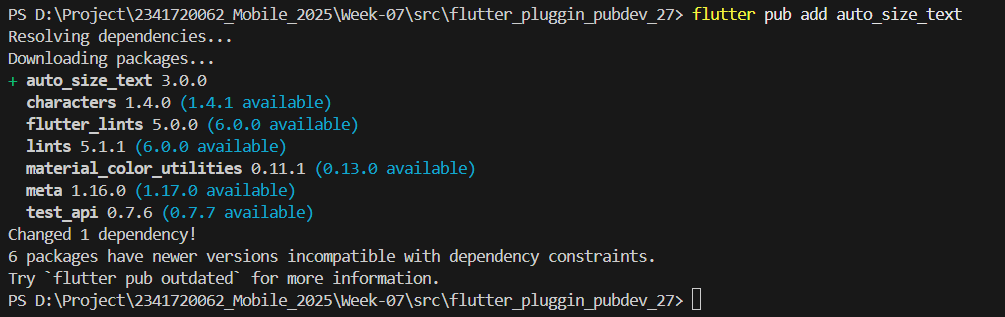 PS D:\Project\2341720062_Mobile_2025\Week-07\src\flutter_pluggin_pubdev_27> flutter pub add auto_size_text
Resolving dependencies...
Downloading packages...
+ auto_size_text 3.0.0
  characters 1.4.0 (1.4.1 available)
  flutter_lints 5.0.0 (6.0.0 available)
  lints 5.1.1 (6.0.0 available)
  material_color_utilities 0.11.1 (0.13.0 available)
  meta 1.16.0 (1.17.0 available)
  test_api 0.7.6 (0.7.7 available)
Changed 1 dependency!
6 packages have newer versions incompatible with dependency constraints.
Try `flutter pub outdated` for more information.
PS D:\Project\2341720062_Mobile_2025\Week-07\src\flutter_pluggin_pubdev_27>